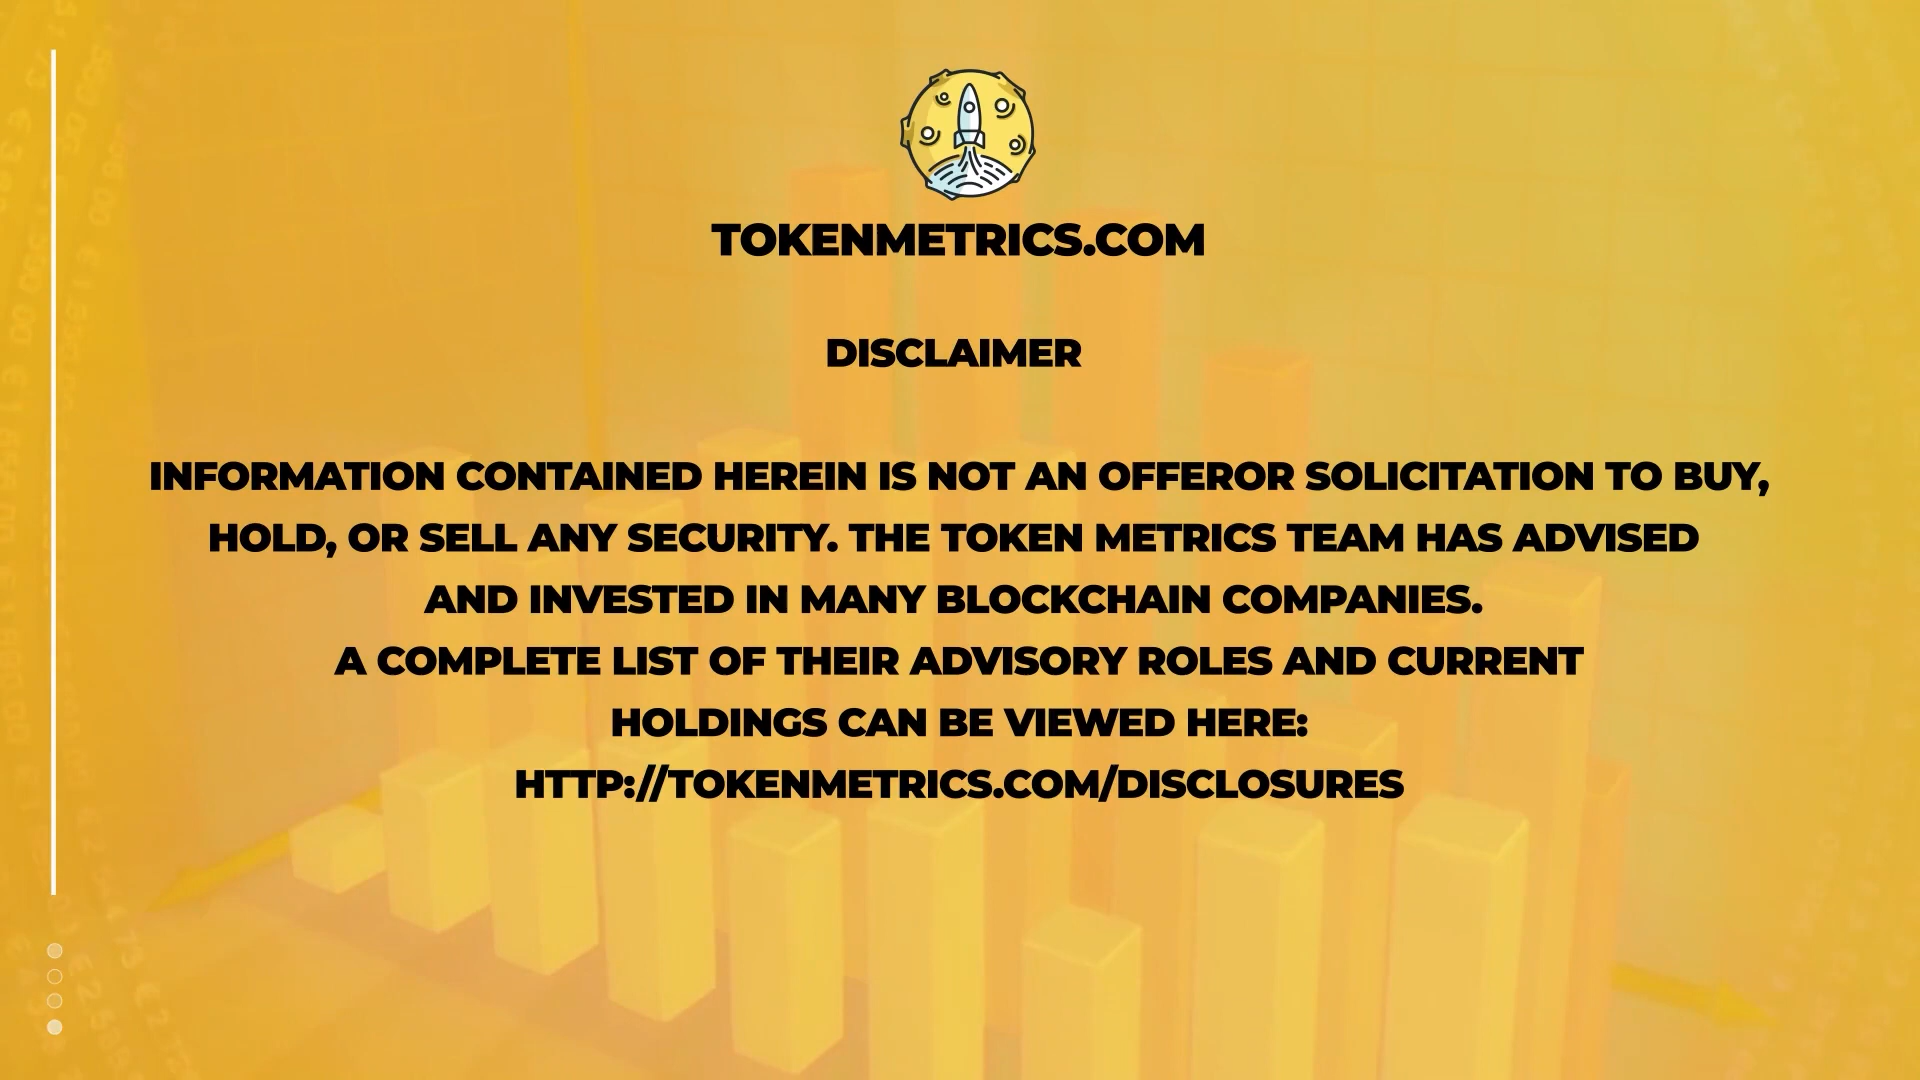 TOKENMETRICS.COM
DISCLAIMER
INFORMATION CONTAINED HEREIN IS NOT AN OFFEROR SOLICITATION TO BUY,
HOLD, OR SELL ANY SECURITY. THE TOKEN METRICS TEAM HAS ADVISED
AND INVESTED IN MANY BLOCKCHAIN COMPANIES.
A COMPLETE LIST OF THEIR ADVISORY ROLES AND CURRENT
HOLDINGS CAN BE VIEWED HERE:
HTTP://TOKENMETRICS.COM/DISCLOSURES